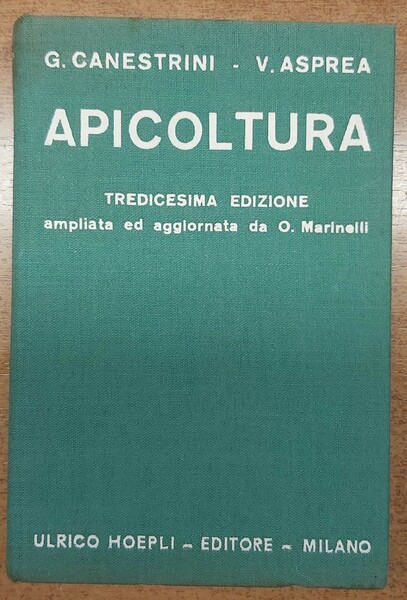 G. CANESTRINI - V. ASPREA
APICOLTURA
TREDICESIMA EDIZIONE
ampliata ed aggiornata da O. Marinelli
ULRICO HOEPLI - EDITORE - MILANO